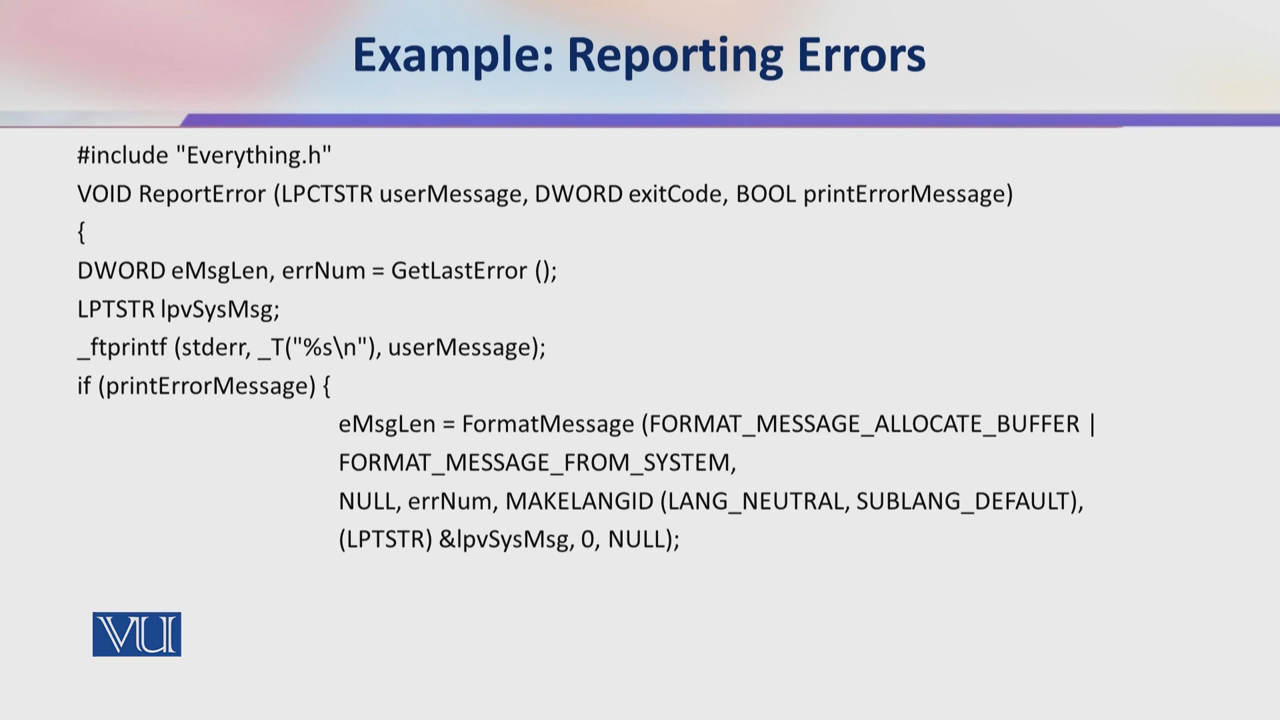 Example: Reporting Errors
#include "Everything.h"
VOID ReportError (LPCTSTR userMessage, DWORD exitCode, BOOL printErrorMessage)
{
DWORD eMsgLen, errNum = GetLastError ();
LPTSTR lpvSysMsg;
_ftprintf (stderr, _T("%s\n"), userMessage);
if (printErrorMessage) {
eMsgLen = FormatMessage (FORMAT_MESSAGE_ALLOCATE_BUFFER |
FORMAT_MESSAGE_FROM_SYSTEM,
NULL, errNum, MAKELANGID (LANG_NEUTRAL, SUBLANG_DEFAULT),
(LPTSTR) &lpvSysMsg, 0, NULL);
VU